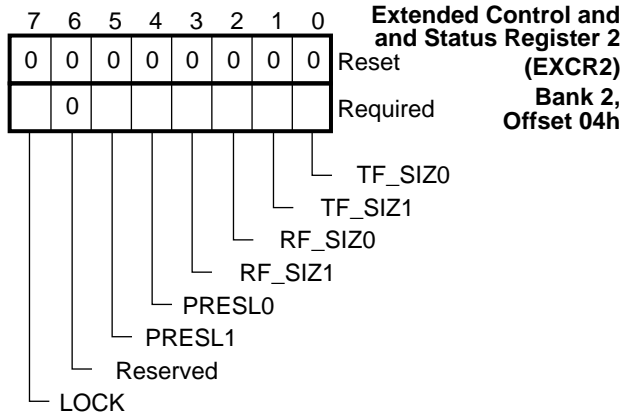 7 6 5 4 3 2 1 0
Extended Control and
and Status Register 2
(EXCR2)
Bank 2,
Offset 04h
0 0 0 0 0 0 0 0 Reset
0 Required
TF_SIZ0
TF_SIZ1
RF_SIZ0
RF_SIZ1
PRESL0
PRESL1
Reserved
LOCK